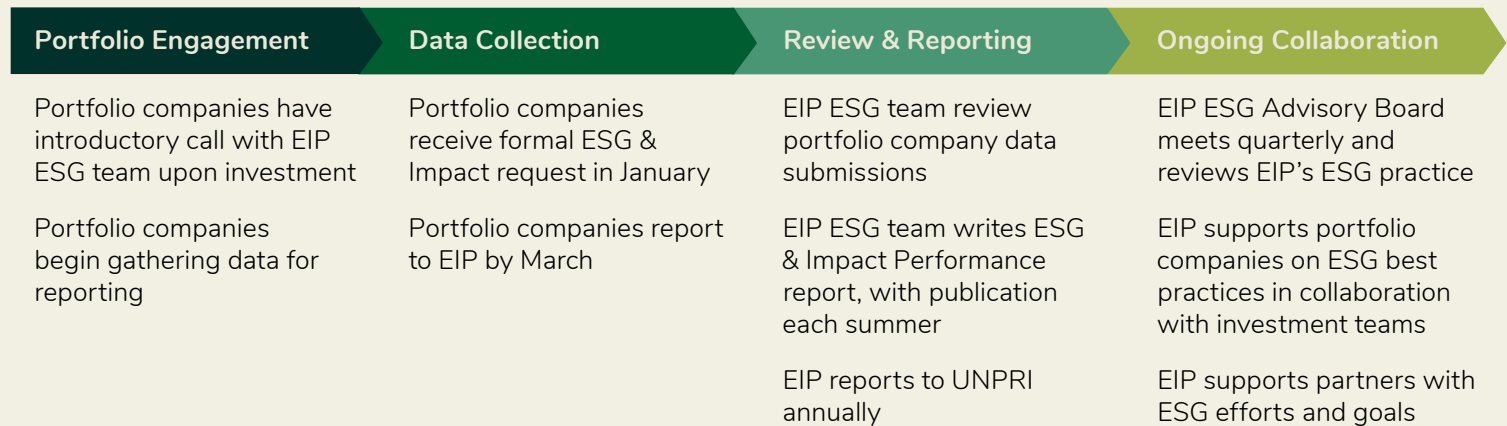 Portfolio Engagement
Portfolio companies have
introductory call with EIP
ESG team upon investment
Portfolio companies
begin gathering data for
reporting
Data Collection
Portfolio companies
receive formal ESG &
Impact request in January
Portfolio companies report
to EIP by March
Review & Reporting
EIP ESG team review
portfolio company data
submissions
EIP ESG team writes ESG
& Impact Performance
report, with publication
each summer
EIP reports to UNPRI
annually
Ongoing Collaboration
EIP ESG Advisory Board
meets quarterly and
reviews EIP’s ESG practice
EIP supports portfolio
companies on ESG best
practices in collaboration
with investment teams
EIP supports partners with
ESG efforts and goals